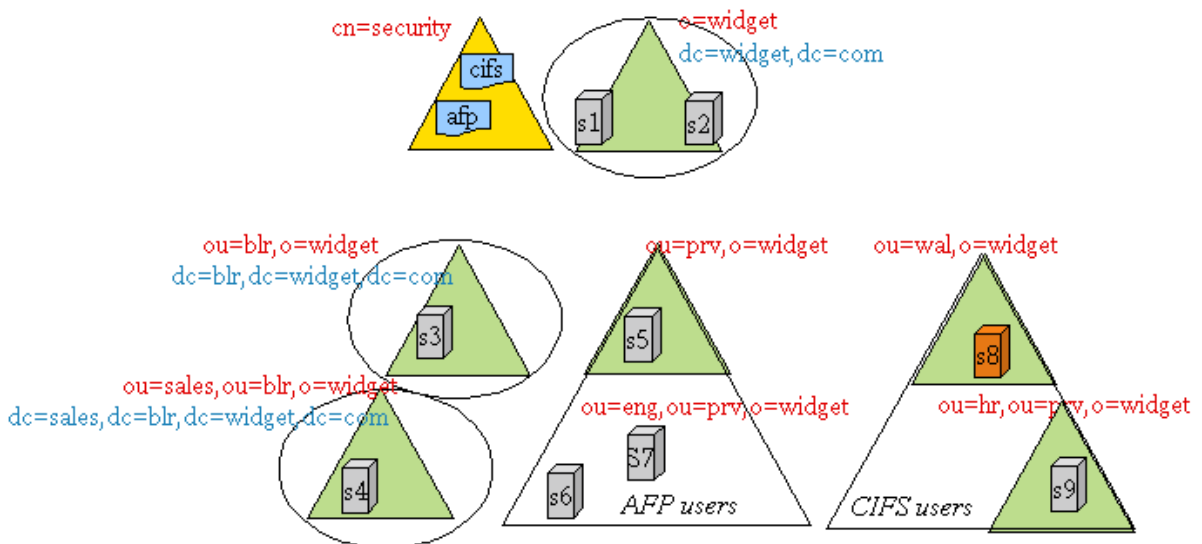 cn=security
o=widget
dc=widget,dc=com
cifs
afp
s1
s2
ou=blr,o=widget
dc=blr,dc=widget,dc=com
s3
ou=prv,o=widget
s5
ou=wal,o=widget
s8
ou=sales,ou=blr,o=widget
dc=sales,dc=blr,dc=widget,dc=com
s4
ou=eng,ou=prv,o=widget
S7
s6
AFP users
ou=hr,ou=prv,o=widget
s9
CIFS users